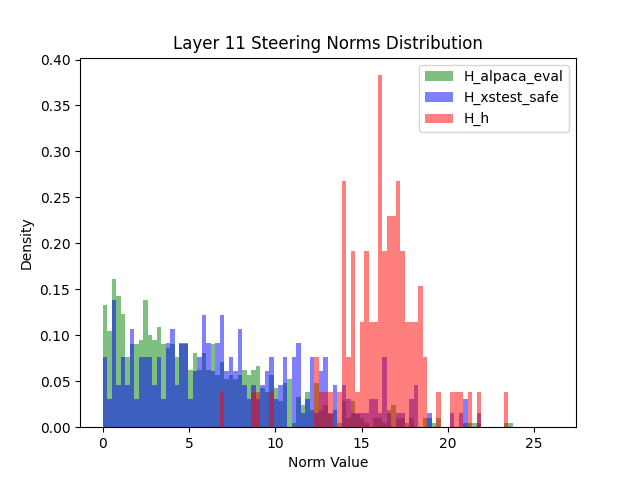 Layer 11 Steering Norms Distribution
H_alpaca_eval
H_xstest_safe
H_h
0.40
0.35
0.30
0.25
0.20
0.15
0.10
0.05
0.00
Density
0 5 10 15 20 25
Norm Value